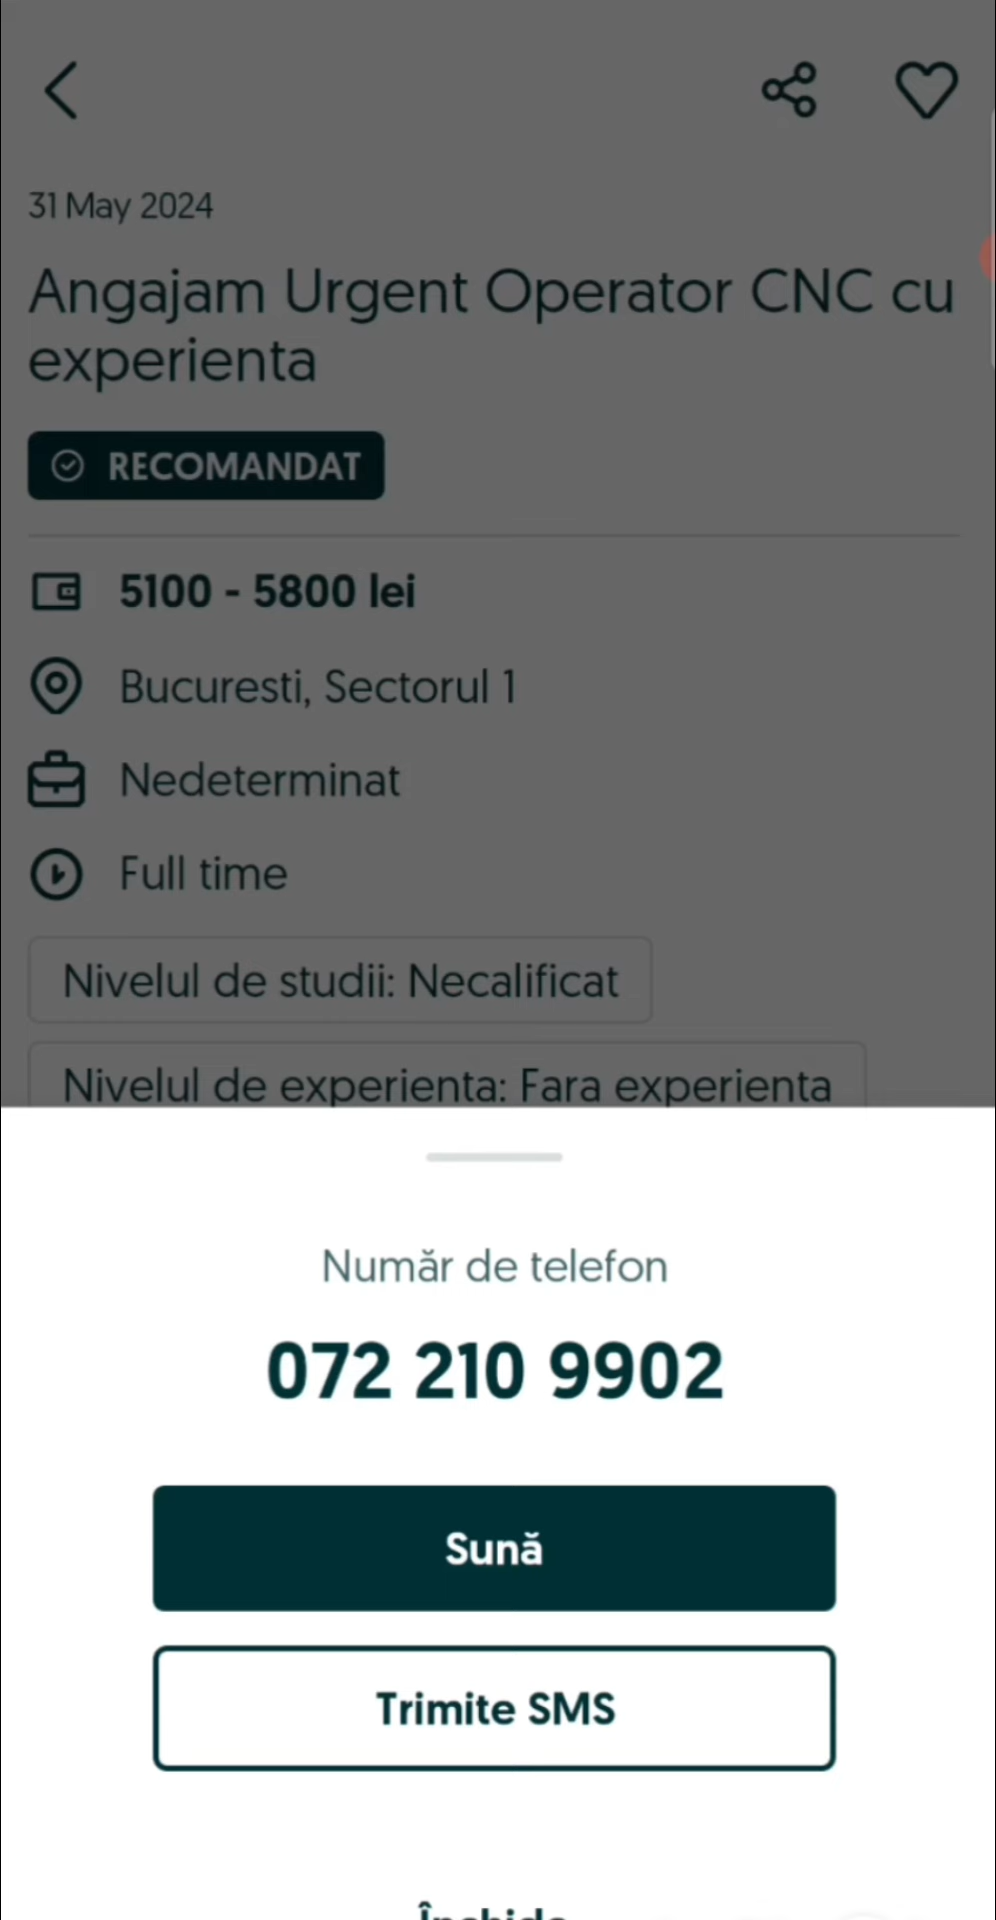 31 May 2024
Angajam Urgent Operator CNC cu
experienta
RECOMANDAT
5100 - 5800 lei
Bucuresti, Sectorul 1
Nedeterminat
Full time
Nivelul de studii: Necalificat
Nivelul de experienta: Fara experienta
Număr de telefon
072 210 9902
Sună
Trimite SMS
Închide